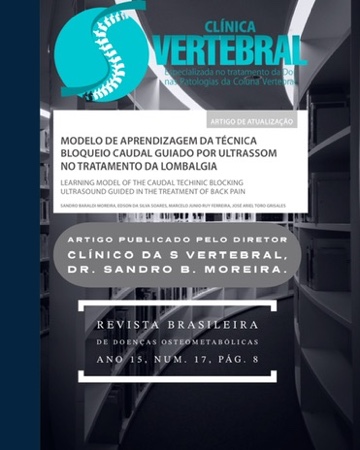 CLÍNICA
VERTEBRAL
Especializada no tratamento da Dor
nas Patologias da Coluna Vertebral
ARTIGO DE ATUALIZAÇÃO
MODELO DE APRENDIZAGEM DA TÉCNICA
BLOQUEIO CAUDAL GUIADO POR ULTRASSOM
NO TRATAMENTO DA LOMBALGIA
LEARNING MODEL OF THE CAUDAL TECHINIC BLOCKING
ULTRASOUND GUIDED IN THE TREATMENT OF BACK PAIN
SANDRO BARALDI MOREIRA, EDSON DA SILVA SOARES, MARCELO JUNIO RUY FERREIRA, JOSÉ ARIEL TORO GRISALES
ARTIGO PUBLICADO PELO DIRETOR
CLÍNICO DA S VERTEBRAL,
DR. SANDRO B. MOREIRA.
REVISTA BRASILEIRA
DE DOENÇAS OSTEOMETABÓLICAS
ANO 15, NUM. 17, PÁG. 8